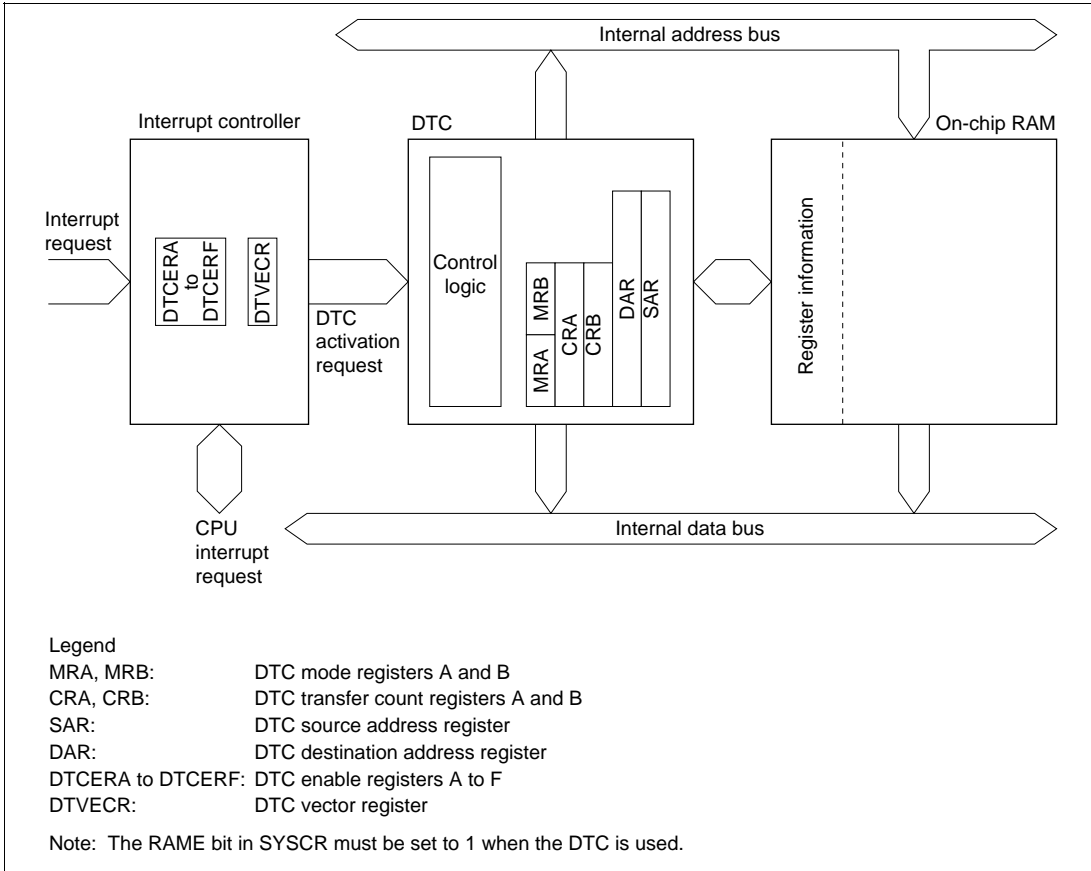 Internal address bus
Interrupt controller
DTC
On-chip RAM
Interrupt
request
DTCERA
to
DTCERF
DTVECR
DTC
activation
request
Control
logic
MRA
MRB
CRA
CRB
DAR
SAR
Register information
CPU
interrupt
request
Internal data bus
Legend
MRA, MRB: DTC mode registers A and B
CRA, CRB: DTC transfer count registers A and B
SAR: DTC source address register
DAR: DTC destination address register
DTCERA to DTCERF: DTC enable registers A to F
DTVECR: DTC vector register
Note: The RAME bit in SYSCR must be set to 1 when the DTC is used.